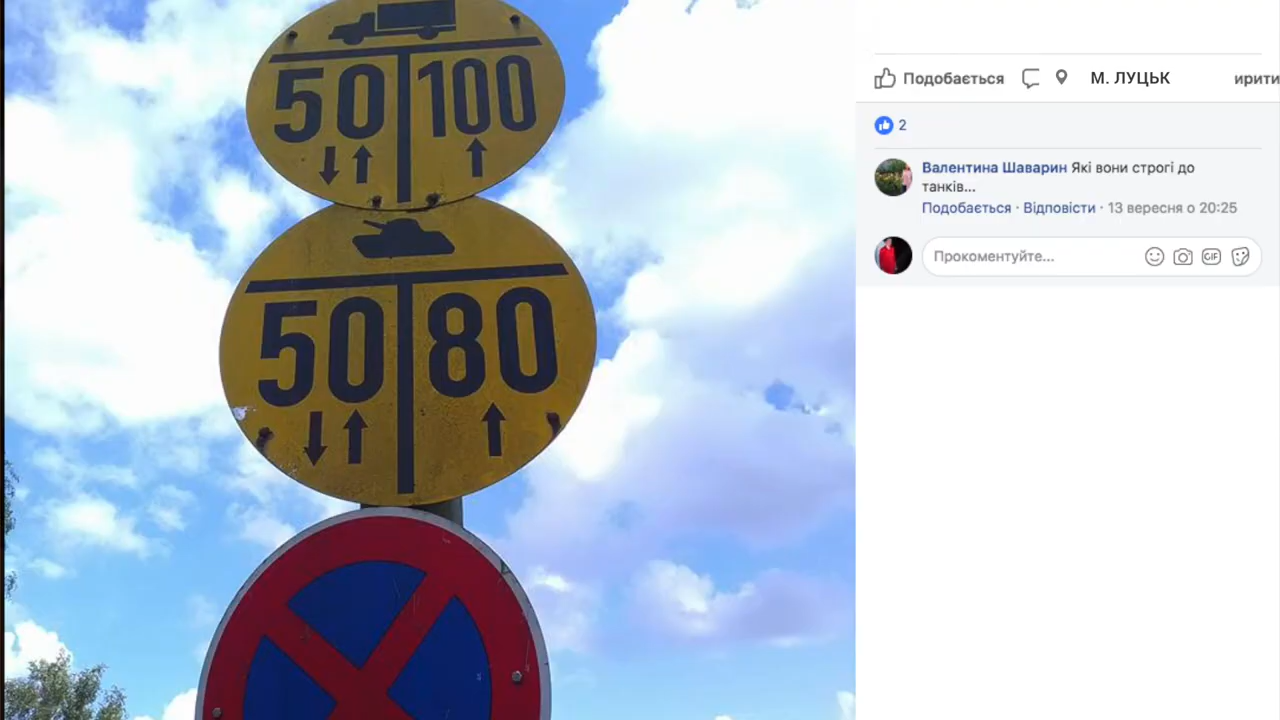 50 100
50 80
Подобається
М. ЛУЦЬК
ирити
2
Валентина Шаварин Які вони строгі до
танків...
Подобається · Відповісти · 13 вересня о 20:25
Прокоментуйте...
GIF